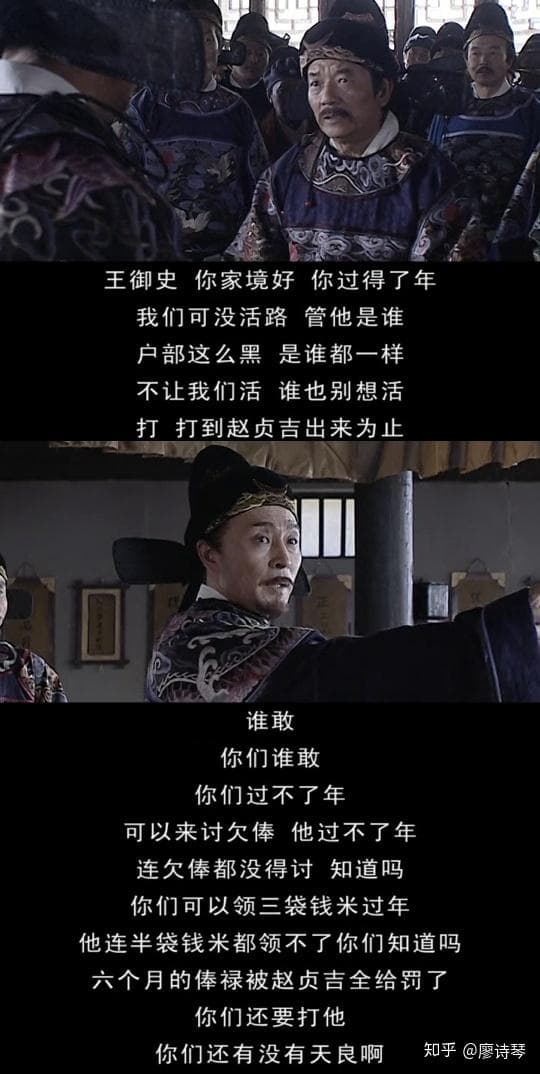 王御史 你家境好 你过得了年
我们可没活路 管他是谁
户部这么黑 是谁都一样
不让我们活 谁也别想活
打 打到赵贞吉出来为止
谁敢
你们谁敢
你们过不了年
可以来讨欠俸 他过不了年
连欠俸都没得讨 知道吗
你们可以领三袋钱米过年
他连半袋钱米都领不了你们知道吗
六个月的俸禄被赵贞吉全给罚了
你们还要打他
你们还有没有天良啊
知乎 @廖诗琴